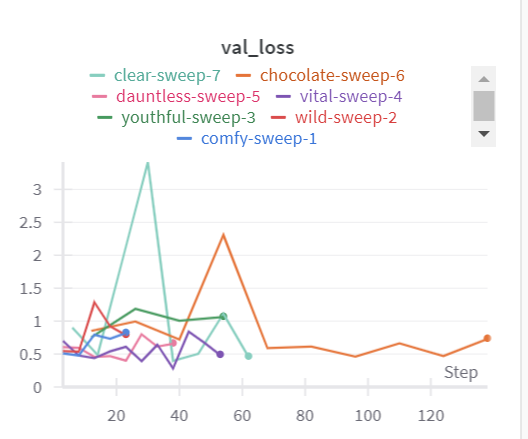 val_loss
clear-sweep-7 chocolate-sweep-6
dauntless-sweep-5 vital-sweep-4
youthful-sweep-3 wild-sweep-2
comfy-sweep-1
3
2.5
2
1.5
1
0.5
Step
0
20 40 60 80 100 120